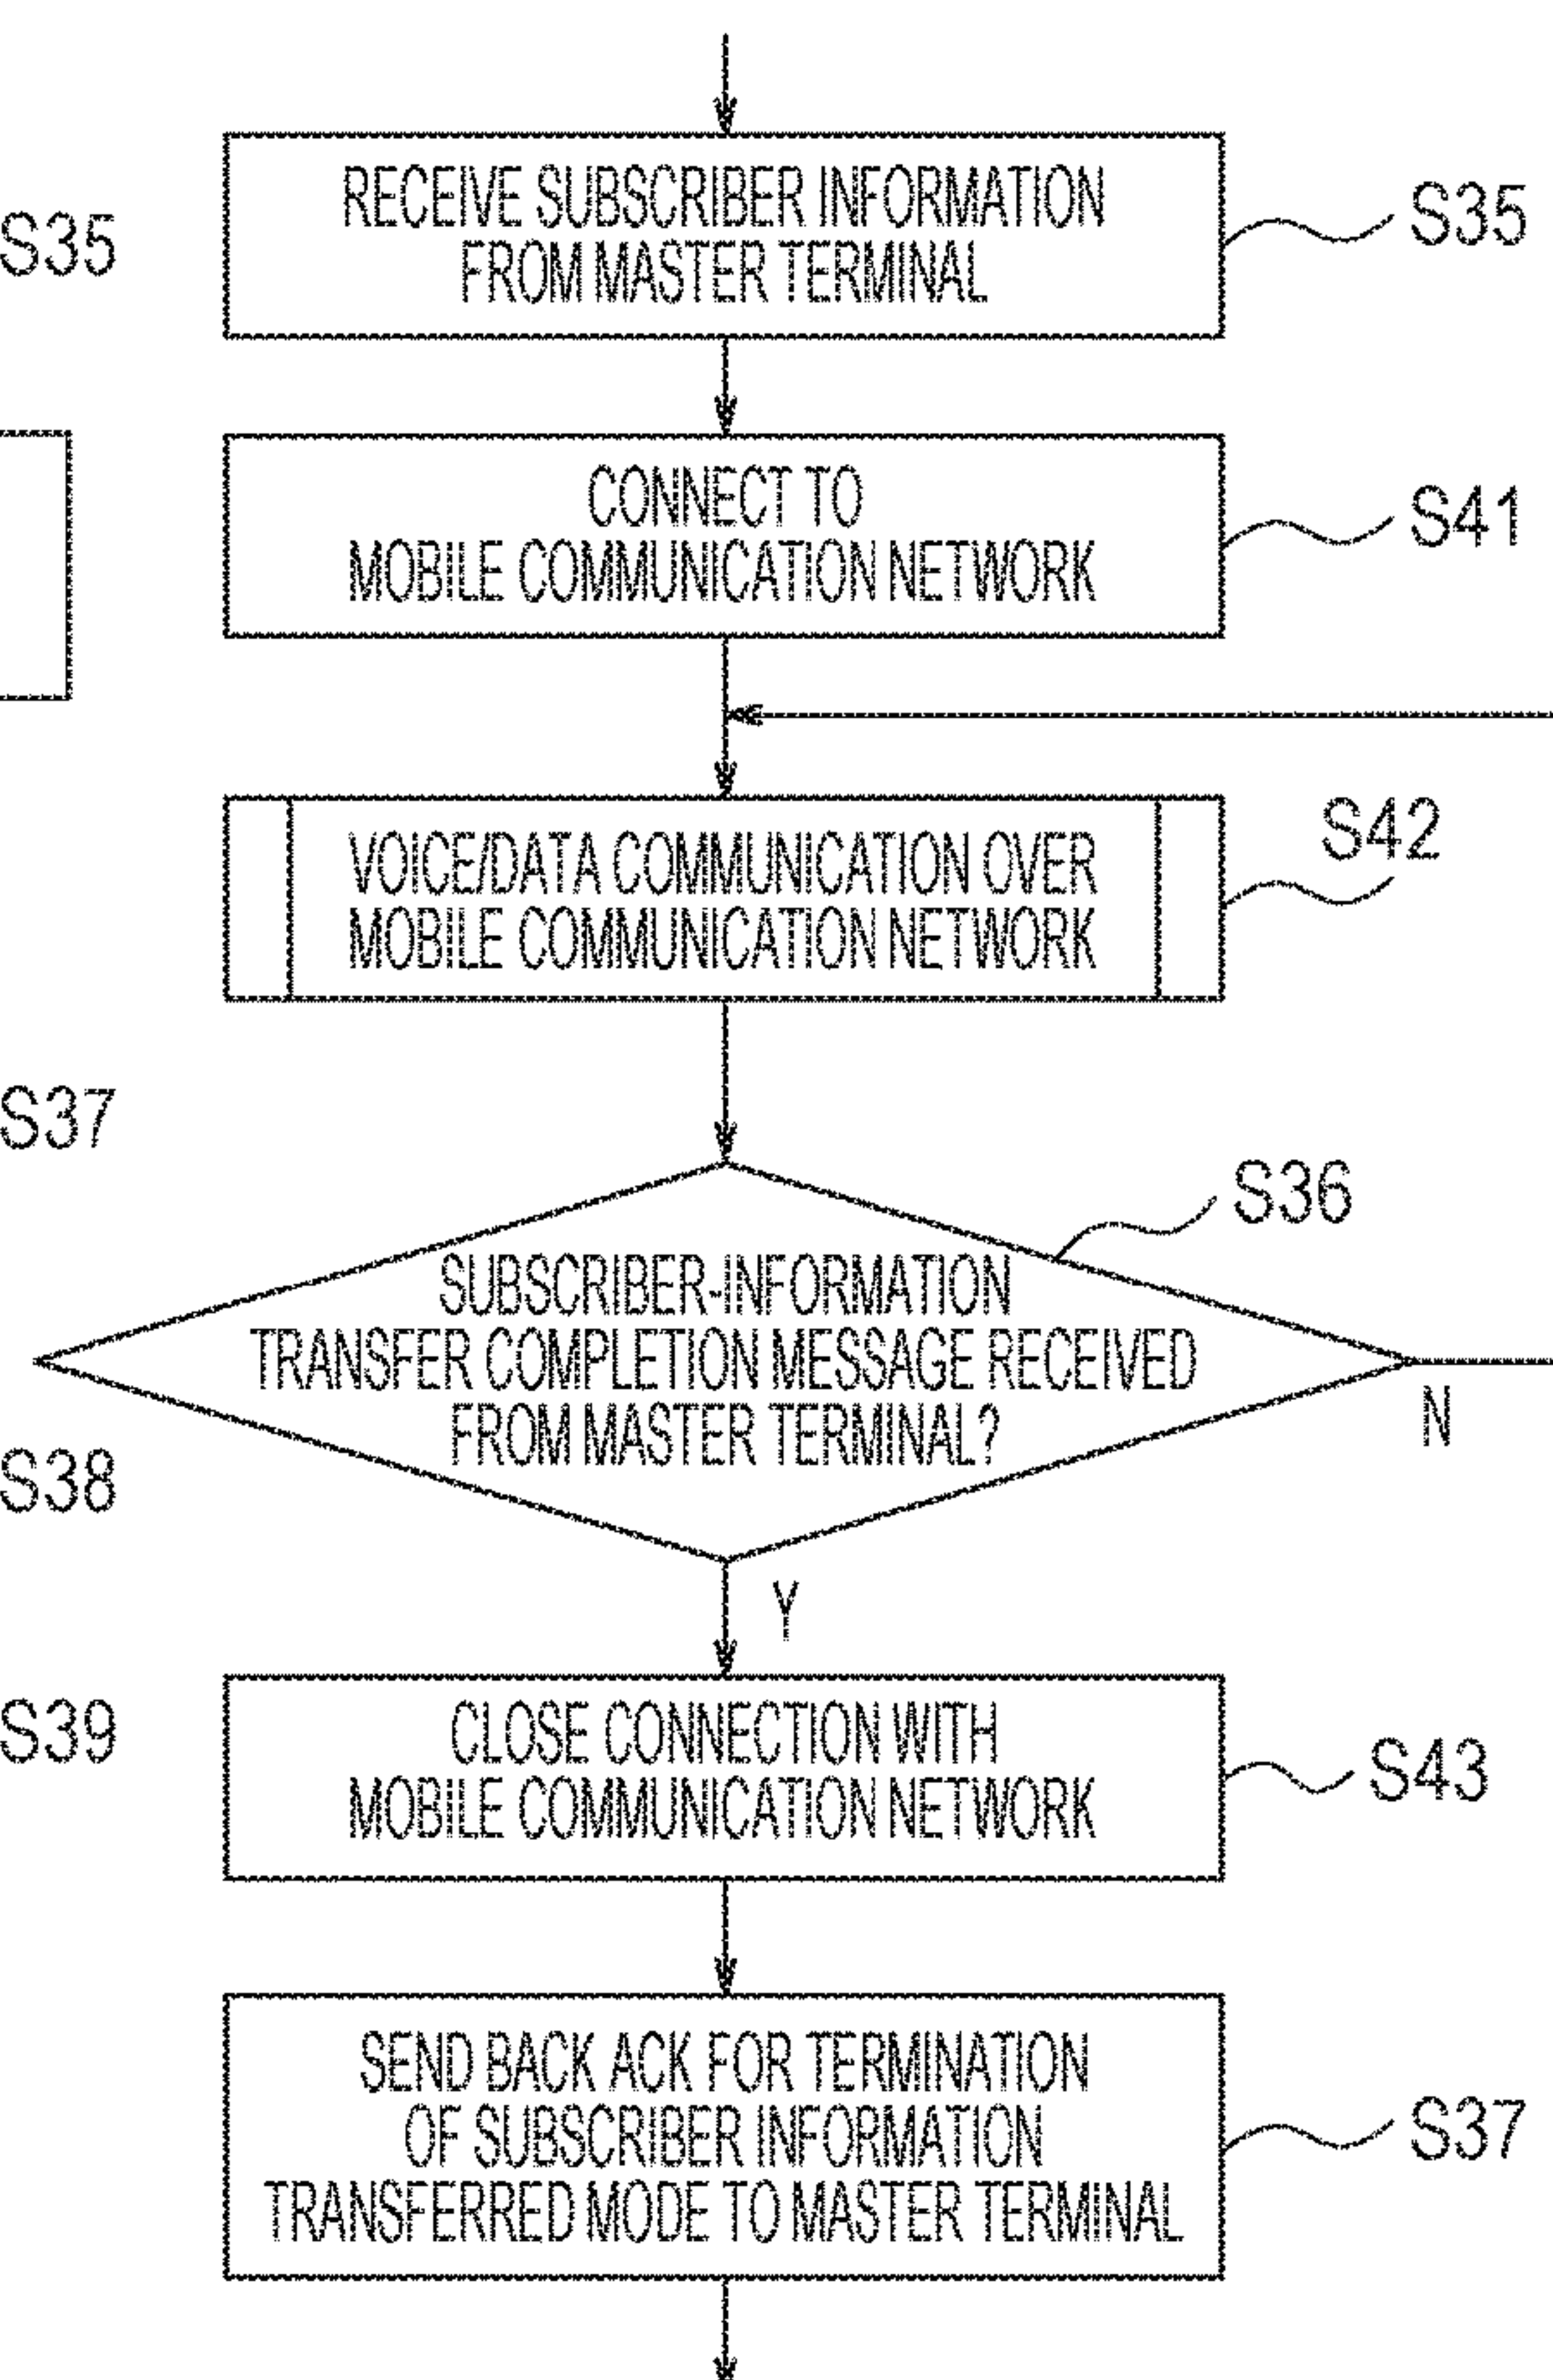 RECEIVE SUBSCRIBER INFORMATION
FROM MASTER TERMINAL
S35
S35
CONNECT TO
MOBILE COMMUNICATION NETWORK
S41
VOICE/DATA COMMUNICATION OVER
MOBILE COMMUNICATION NETWORK
S42
S37
S36
SUBSCRIBER-INFORMATION
TRANSFER COMPLETION MESSAGE RECEIVED
FROM MASTER TERMINAL?
N
S38
Y
S39
CLOSE CONNECTION WITH
MOBILE COMMUNICATION NETWORK
S43
SEND BACK ACK FOR TERMINATION
OF SUBSCRIBER INFORMATION
TRANSFERRED MODE TO MASTER TERMINAL
S37